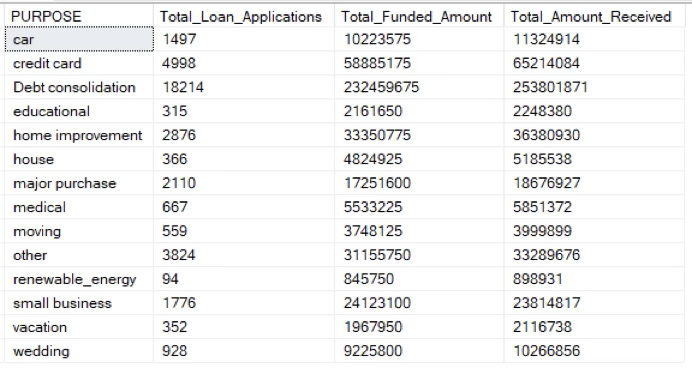 PURPOSE Total_Loan_Applications Total_Funded_Amount Total_Amount_Received
car 1497 10223575 11324914
credit card 4998 58885175 65214084
Debt consolidation 18214 232459675 253801871
educational 315 2161650 2248380
home improvement 2876 33350775 36380930
house 366 4824925 5185538
major purchase 2110 17251600 18676927
medical 667 5533225 5851372
moving 559 3748125 3999899
other 3824 31155750 33289676
renewable_energy 94 845750 898931
small business 1776 24123100 23814817
vacation 352 1967950 2116738
wedding 928 9225800 10266856